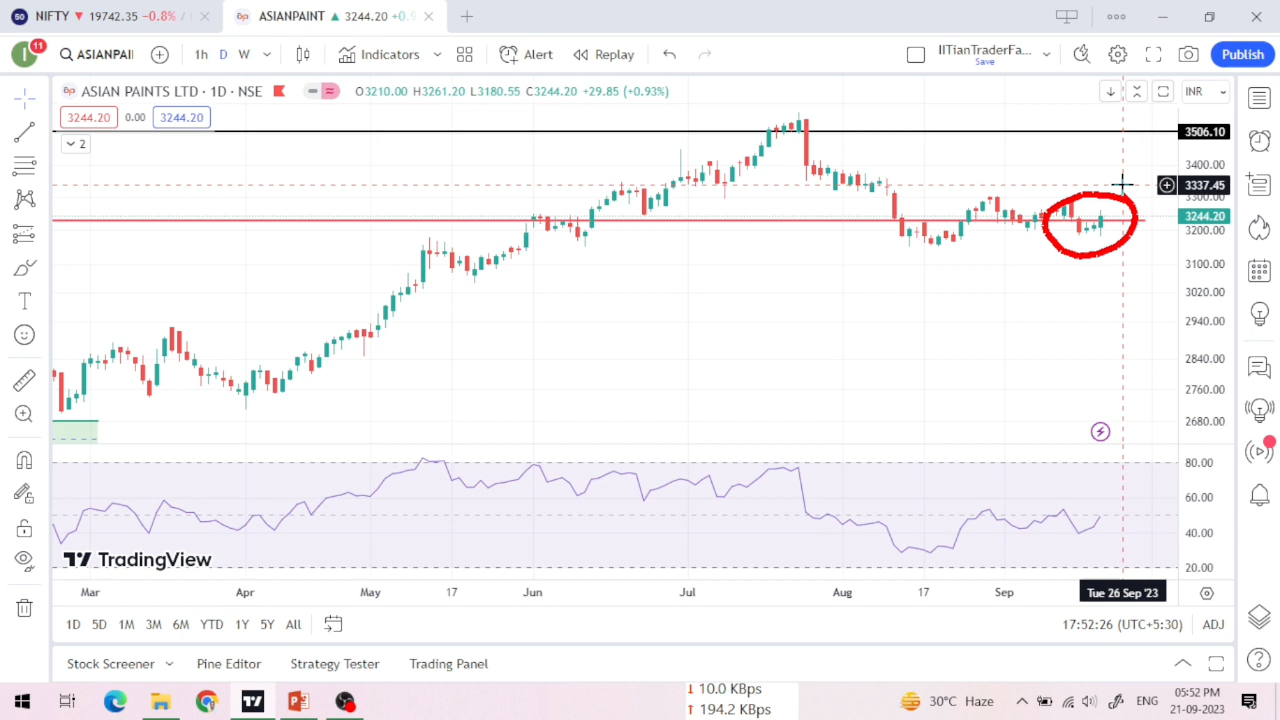 50 NIFTY ▼ 19742.35 −0.8% /
ap ASIANPAINT ▲ 3244.20 +0.9
I 11 ASIANPAII 1h D W Indicators Alert Replay IITianTraderFa... Save Publish
ap ASIAN PAINTS LTD · 1D · NSE O3210.00 H3261.20 L3180.55 C3244.20 +29.85 (+0.93%) INR
3244.20 0.00 3244.20
2
3506.10
3400.00
3337.45
3300.00
3244.20
3200.00
3100.00
3020.00
2940.00
2840.00
2760.00
2680.00
80.00
60.00
40.00
20.00
TradingView
Mar Apr May 17 Jun Jul Aug 17 Sep Tue 26 Sep '23
1D 5D 1M 3M 6M YTD 1Y 5Y All 17:52:26 (UTC+5:30) ADJ
Stock Screener Pine Editor Strategy Tester Trading Panel
↓ 10.0 KBps
↑ 194.2 KBps
30°C Haze ENG 05:52 PM
21-09-2023